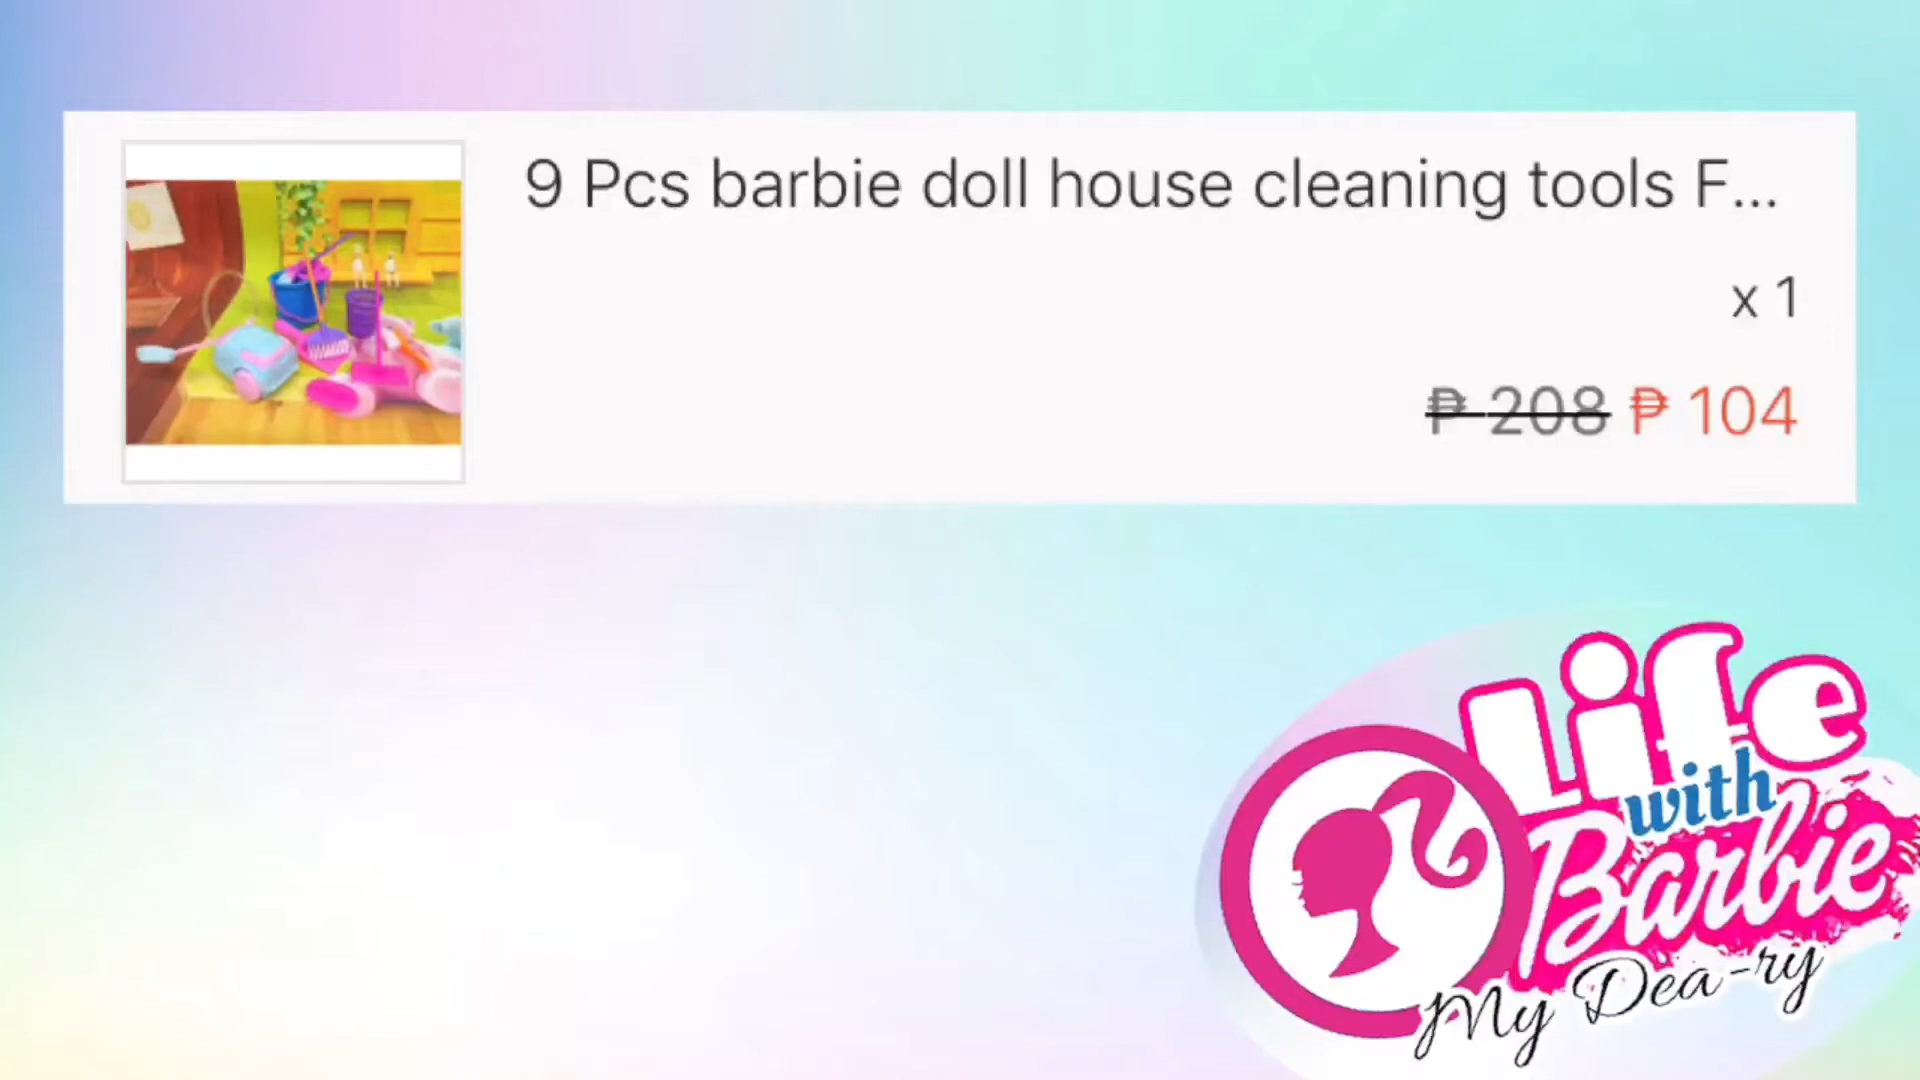 9 Pcs barbie doll house cleaning tools F...
x 1
₱ 208 ₱ 104
Life
with
Barbie
My Dea-ry